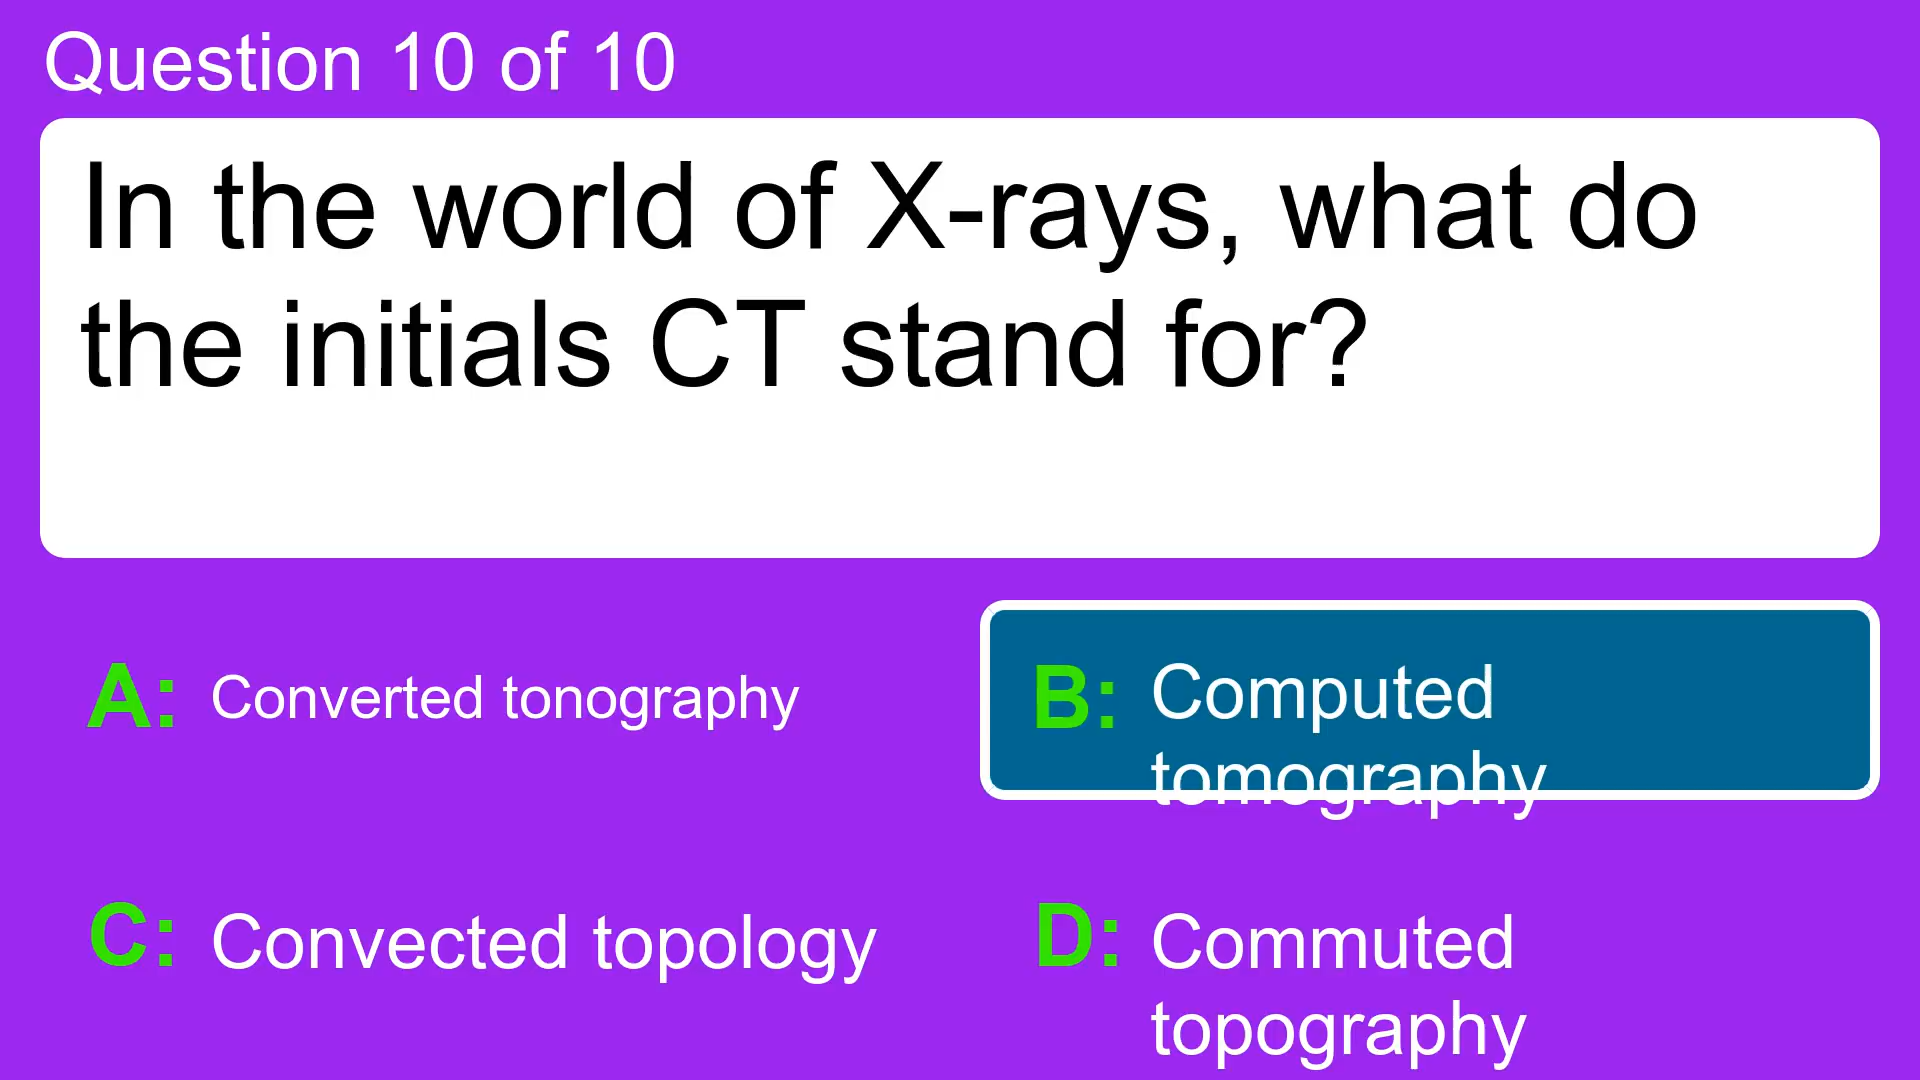 Question 10 of 10
In the world of X-rays, what do
the initials CT stand for?
A: Converted tonography
B: Computed
tomography
C: Convected topology
D: Commuted
topography